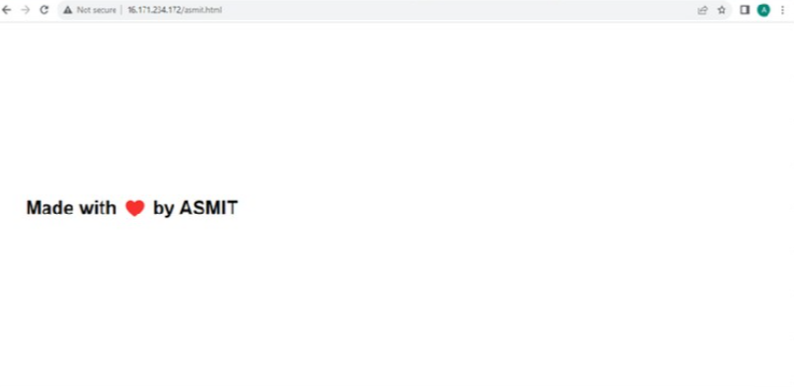 Not secure | 16.171.234.172/asmit.html
A
Made with ❤️ by ASMIT